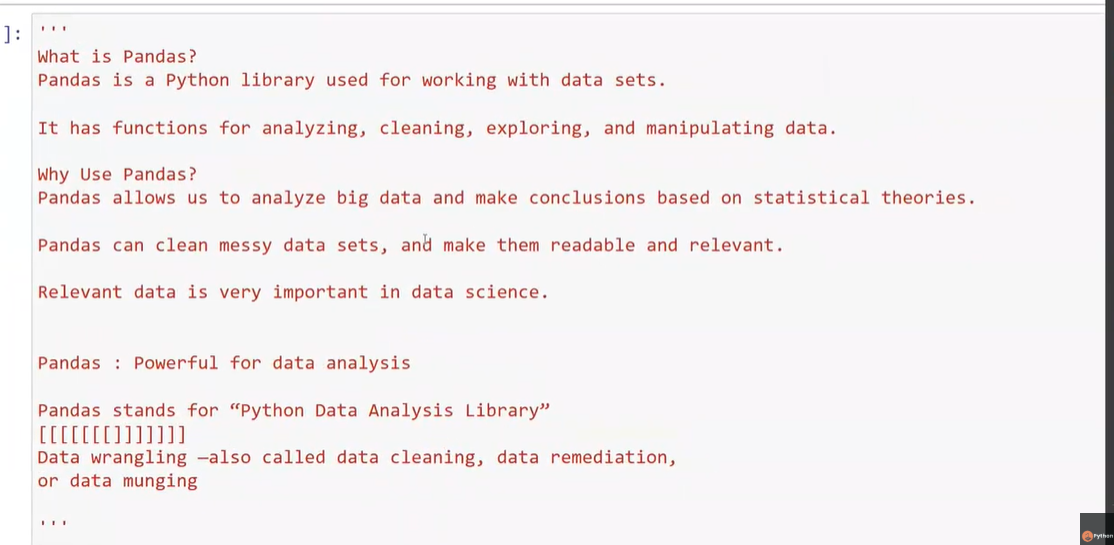 ]: '''
What is Pandas?
Pandas is a Python library used for working with data sets.
It has functions for analyzing, cleaning, exploring, and manipulating data.
Why Use Pandas?
Pandas allows us to analyze big data and make conclusions based on statistical theories.
Pandas can clean messy data sets, and make them readable and relevant.
Relevant data is very important in data science.
Pandas : Powerful for data analysis
Pandas stands for “Python Data Analysis Library”
[[[[[[[]]]]]]]
Data wrangling —also called data cleaning, data remediation,
or data munging
'''
Python